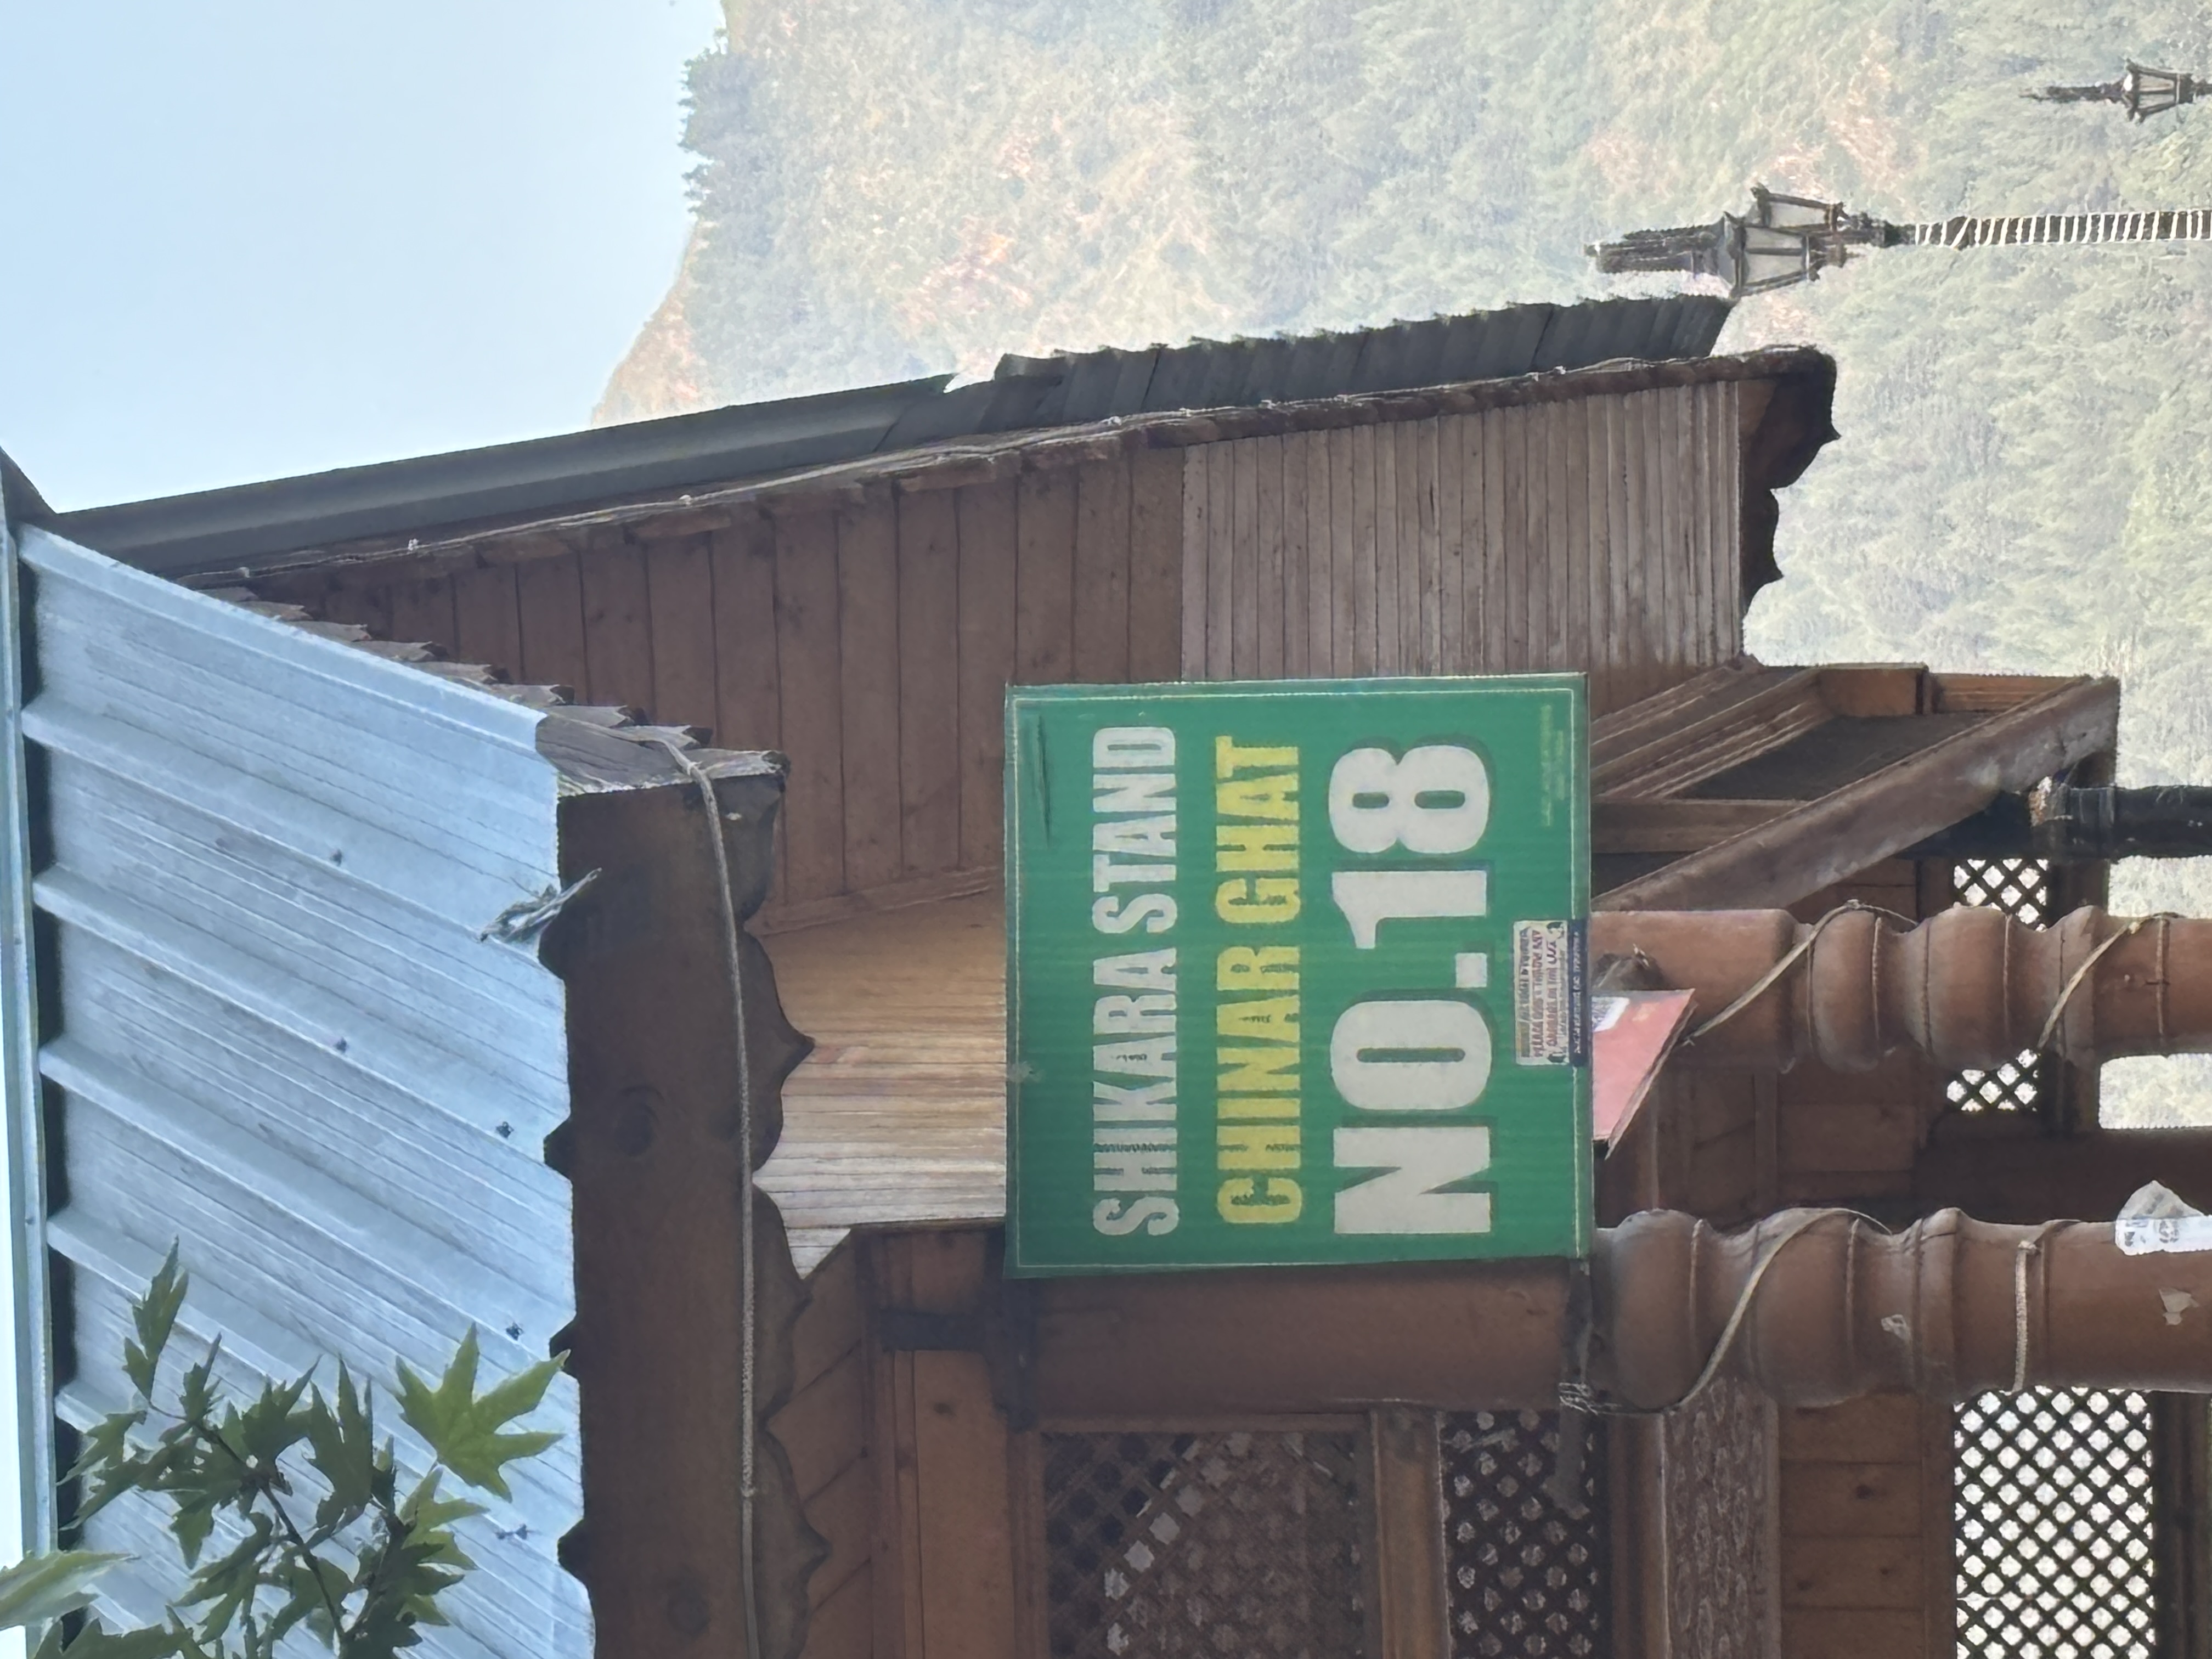 SHIKARA STAND
CHINAR GHAT
NO.18